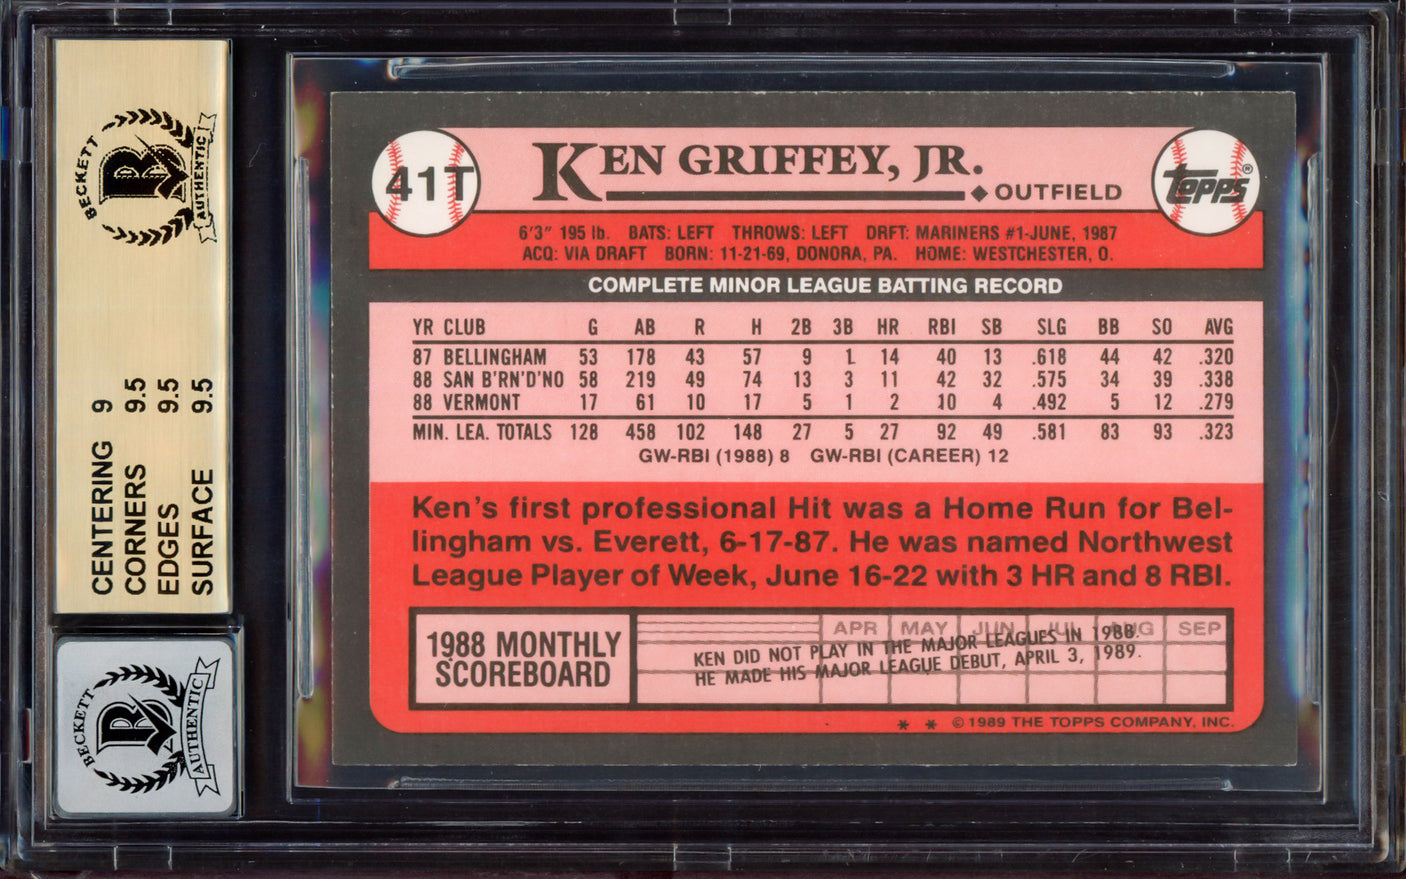 BECKETT
B
AUTHENTIC
CENTERING 9
CORNERS 9.5
EDGES 9.5
SURFACE 9.5
BECKETT
B
AUTHENTIC
41T
KEN GRIFFEY, JR.
◆ OUTFIELD
TOPPS®
6'3" 195 lb. BATS: LEFT THROWS: LEFT DRFT: MARINERS #1-JUNE, 1987
ACQ: VIA DRAFT BORN: 11-21-69, DONORA, PA. HOME: WESTCHESTER, O.
COMPLETE MINOR LEAGUE BATTING RECORD
YR CLUB G AB R H 2B 3B HR RBI SB SLG BB SO AVG
87 BELLINGHAM 53 178 43 57 9 1 14 40 13 .618 44 42 .320
88 SAN B'RN'D'NO 58 219 49 74 13 3 11 42 32 .575 34 39 .338
88 VERMONT 17 61 10 17 5 1 2 10 4 .492 5 12 .279
MIN. LEA. TOTALS 128 458 102 148 27 5 27 92 49 .581 83 93 .323
GW-RBI (1988) 8 GW-RBI (CAREER) 12
Ken's first professional Hit was a Home Run for Bel-
lingham vs. Everett, 6-17-87. He was named Northwest
League Player of Week, June 16-22 with 3 HR and 8 RBI.
1988 MONTHLY
SCOREBOARD
APR MAY JUN JUL AUG SEP
KEN DID NOT PLAY IN THE MAJOR LEAGUES IN 1988.
HE MADE HIS MAJOR LEAGUE DEBUT, APRIL 3, 1989.
* * © 1989 THE TOPPS COMPANY, INC.